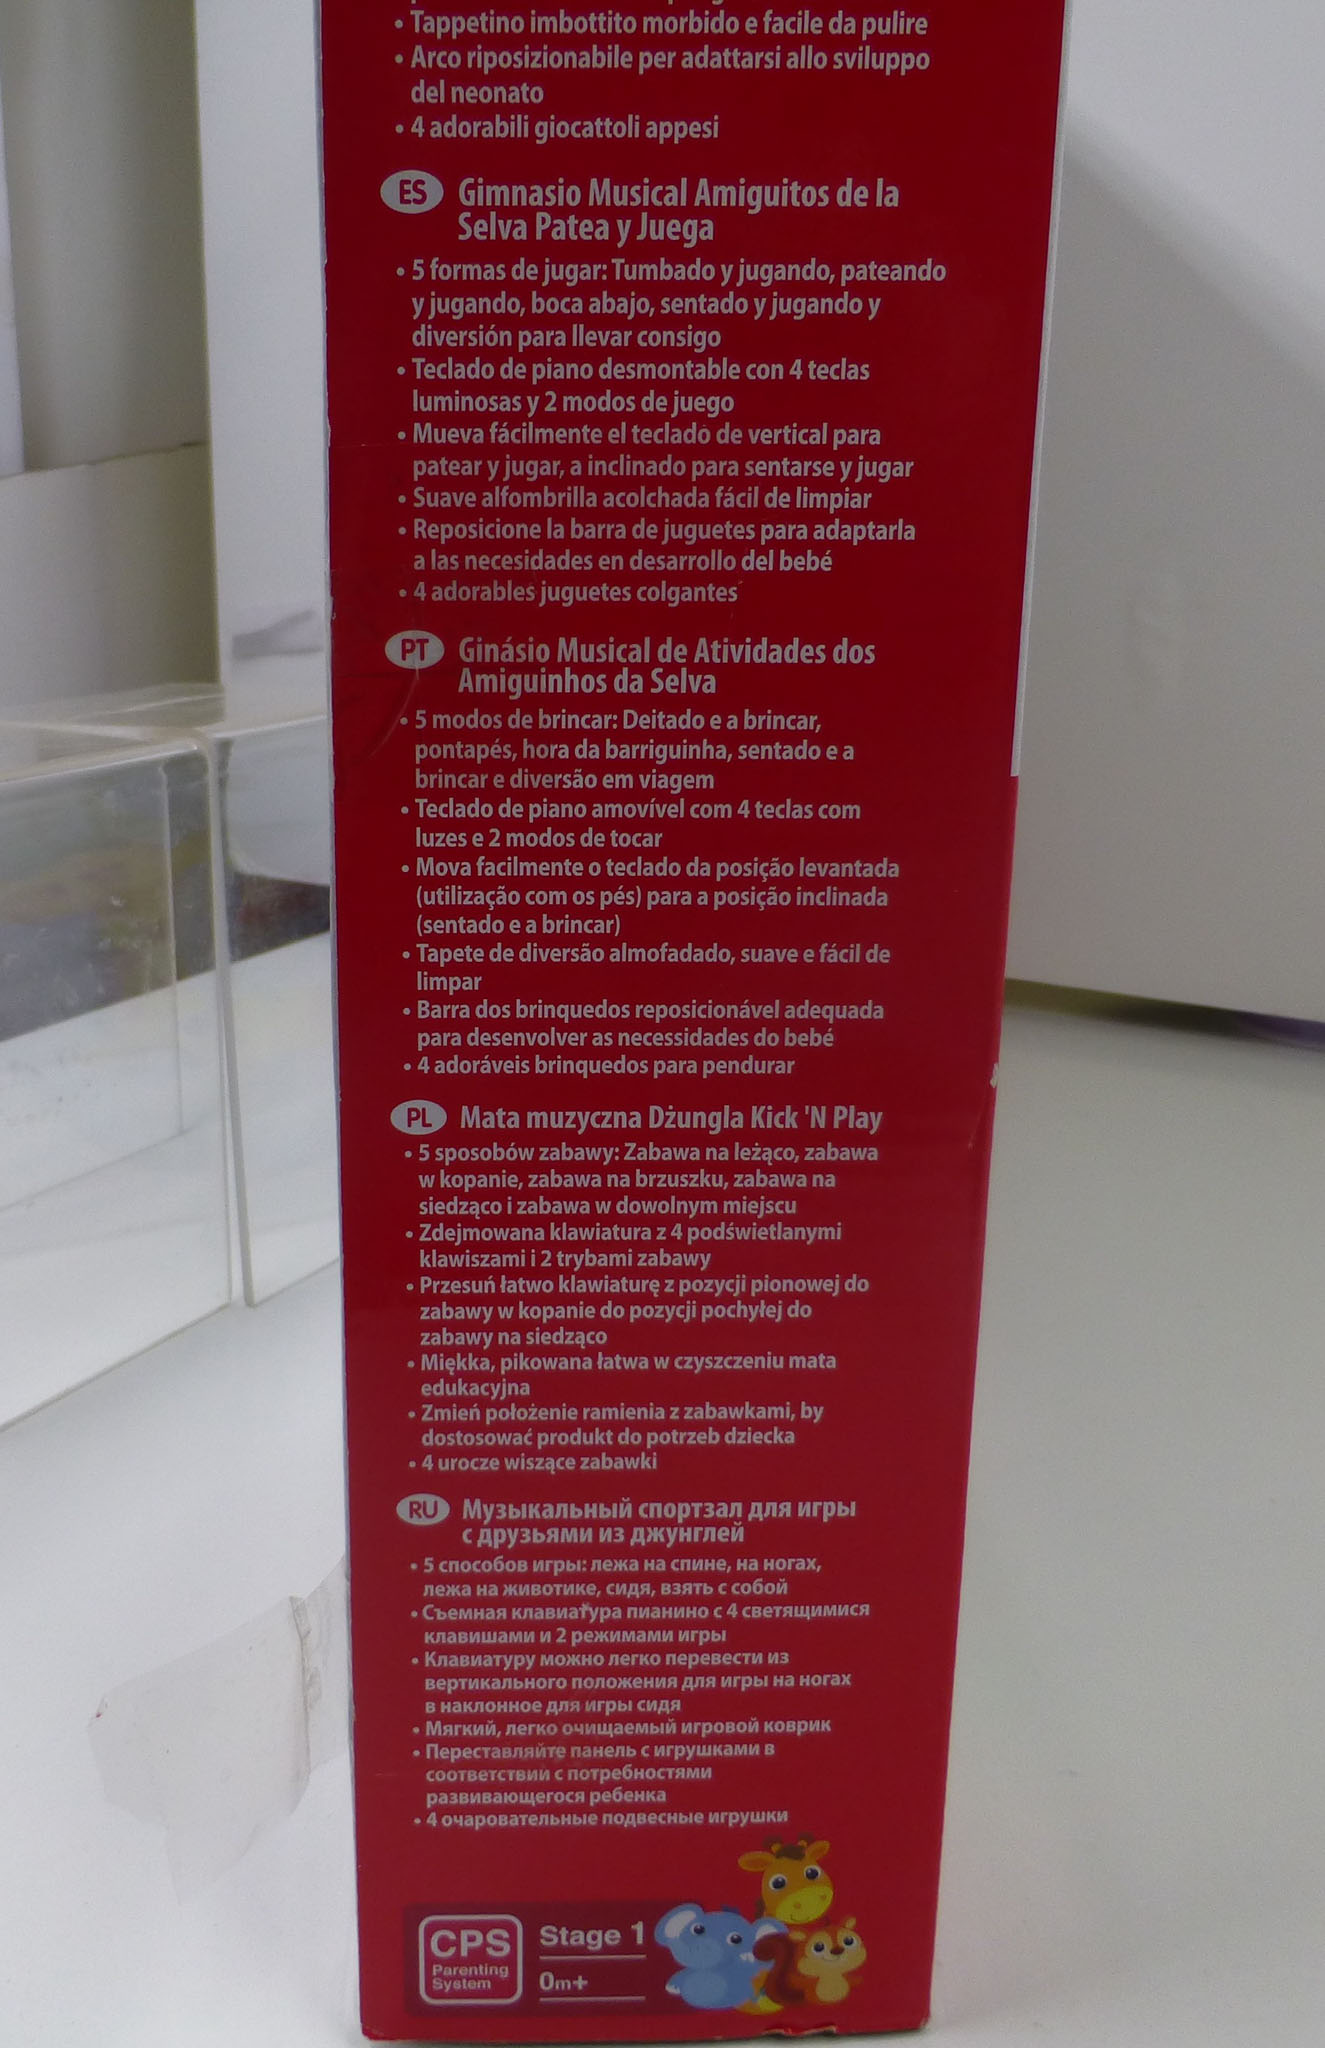 • Tappetino imbottito morbido e facile da pulire
• Arco riposizionabile per adattarsi allo sviluppo
del neonato
• 4 adorabili giocattoli appesi
ES Gimnasio Musical Amiguitos de la
Selva Patea y Juega
• 5 formas de jugar: Tumbado y jugando, pateando
y jugando, boca abajo, sentado y jugando y
diversión para llevar consigo
• Teclado de piano desmontable con 4 teclas
luminosas y 2 modos de juego
• Mueva fácilmente el teclado de vertical para
patear y jugar, a inclinado para sentarse y jugar
• Suave alfombrilla acolchada fácil de limpiar
• Reposicione la barra de juguetes para adaptarla
a las necesidades en desarrollo del bebé
• 4 adorables juguetes colgantes
PT Ginásio Musical de Atividades dos
Amiguinhos da Selva
• 5 modos de brincar: Deitado e a brincar,
pontapés, hora da barriguinha, sentado e a
brincar e diversão em viagem
• Teclado de piano amovível com 4 teclas com
luzes e 2 modos de tocar
• Mova facilmente o teclado da posição levantada
(utilização com os pés) para a posição inclinada
(sentado e a brincar)
• Tapete de diversão almofadado, suave e fácil de
limpar
• Barra dos brinquedos reposicionável adequada
para desenvolver as necessidades do bebé
• 4 adoráveis brinquedos para pendurar
PL Mata muzyczna Dżungla Kick 'N Play
• 5 sposobów zabawy: Zabawa na leżąco, zabawa
w kopanie, zabawa na brzuszku, zabawa na
siedząco i zabawa w dowolnym miejscu
• Zdejmowana klawiatura z 4 podświetlanymi
klawiszami i 2 trybami zabawy
• Przesuń łatwo klawiaturę z pozycji pionowej do
zabawy w kopanie do pozycji pochyłej do
zabawy na siedząco
• Miękka, pikowana łatwa w czyszczeniu mata
edukacyjna
• Zmień położenie ramienia z zabawkami, by
dostosować produkt do potrzeb dziecka
• 4 urocze wiszące zabawki
RU Музыкальный спортзал для игры
с друзьями из джунглей
• 5 способов игры: лежа на спине, на ногах,
лежа на животике, сидя, взять с собой
• Съемная клавиатура пианино с 4 светящимися
клавишами и 2 режимами игры
• Клавиатуру можно легко перевести из
вертикального положения для игры на ногах
в наклонное для игры сидя
• Мягкий, легко очищаемый игровой коврик
• Переставляйте панель с игрушками в
соответствии с потребностями
развивающегося ребенка
• 4 очаровательные подвесные игрушки
CPS
Parenting
System
Stage 1
0m+